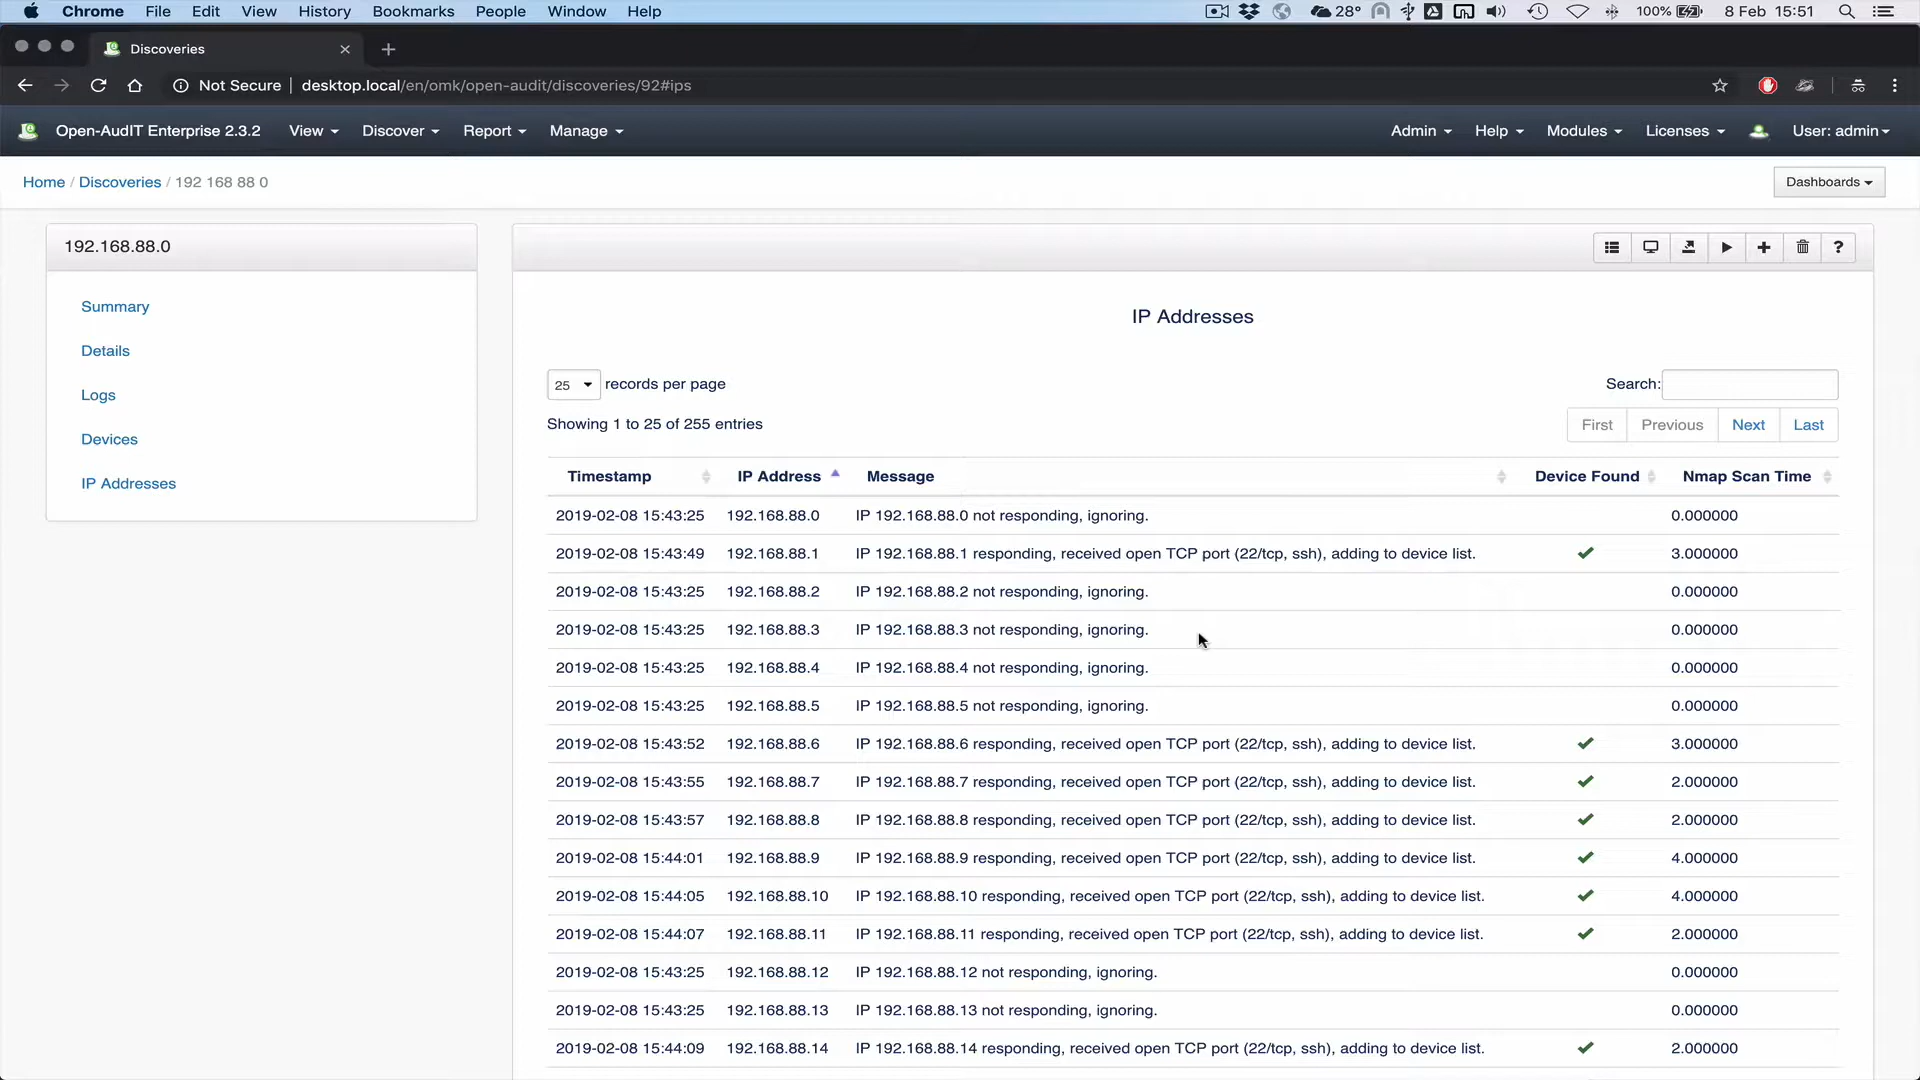 Chrome File Edit View History Bookmarks People Window Help 28° 100% 8 Feb 15:51
Discoveries
Not Secure | desktop.local/en/omk/open-audit/discoveries/92#ips
Open-AudIT Enterprise 2.3.2 View Discover Report Manage Admin Help Modules Licenses User: admin
Home / Discoveries / 192 168 88 0 Dashboards
192.168.88.0 ?
Summary
Details
Logs
Devices
IP Addresses
IP Addresses
25 records per page Search:
Showing 1 to 25 of 255 entries First Previous Next Last
Timestamp IP Address Message Device Found Nmap Scan Time
2019-02-08 15:43:25 192.168.88.0 IP 192.168.88.0 not responding, ignoring. 0.000000
2019-02-08 15:43:49 192.168.88.1 IP 192.168.88.1 responding, received open TCP port (22/tcp, ssh), adding to device list. 3.000000
2019-02-08 15:43:25 192.168.88.2 IP 192.168.88.2 not responding, ignoring. 0.000000
2019-02-08 15:43:25 192.168.88.3 IP 192.168.88.3 not responding, ignoring. 0.000000
2019-02-08 15:43:25 192.168.88.4 IP 192.168.88.4 not responding, ignoring. 0.000000
2019-02-08 15:43:25 192.168.88.5 IP 192.168.88.5 not responding, ignoring. 0.000000
2019-02-08 15:43:52 192.168.88.6 IP 192.168.88.6 responding, received open TCP port (22/tcp, ssh), adding to device list. 3.000000
2019-02-08 15:43:55 192.168.88.7 IP 192.168.88.7 responding, received open TCP port (22/tcp, ssh), adding to device list. 2.000000
2019-02-08 15:43:57 192.168.88.8 IP 192.168.88.8 responding, received open TCP port (22/tcp, ssh), adding to device list. 2.000000
2019-02-08 15:44:01 192.168.88.9 IP 192.168.88.9 responding, received open TCP port (22/tcp, ssh), adding to device list. 4.000000
2019-02-08 15:44:05 192.168.88.10 IP 192.168.88.10 responding, received open TCP port (22/tcp, ssh), adding to device list. 4.000000
2019-02-08 15:44:07 192.168.88.11 IP 192.168.88.11 responding, received open TCP port (22/tcp, ssh), adding to device list. 2.000000
2019-02-08 15:43:25 192.168.88.12 IP 192.168.88.12 not responding, ignoring. 0.000000
2019-02-08 15:43:25 192.168.88.13 IP 192.168.88.13 not responding, ignoring. 0.000000
2019-02-08 15:44:09 192.168.88.14 IP 192.168.88.14 responding, received open TCP port (22/tcp, ssh), adding to device list. 2.000000